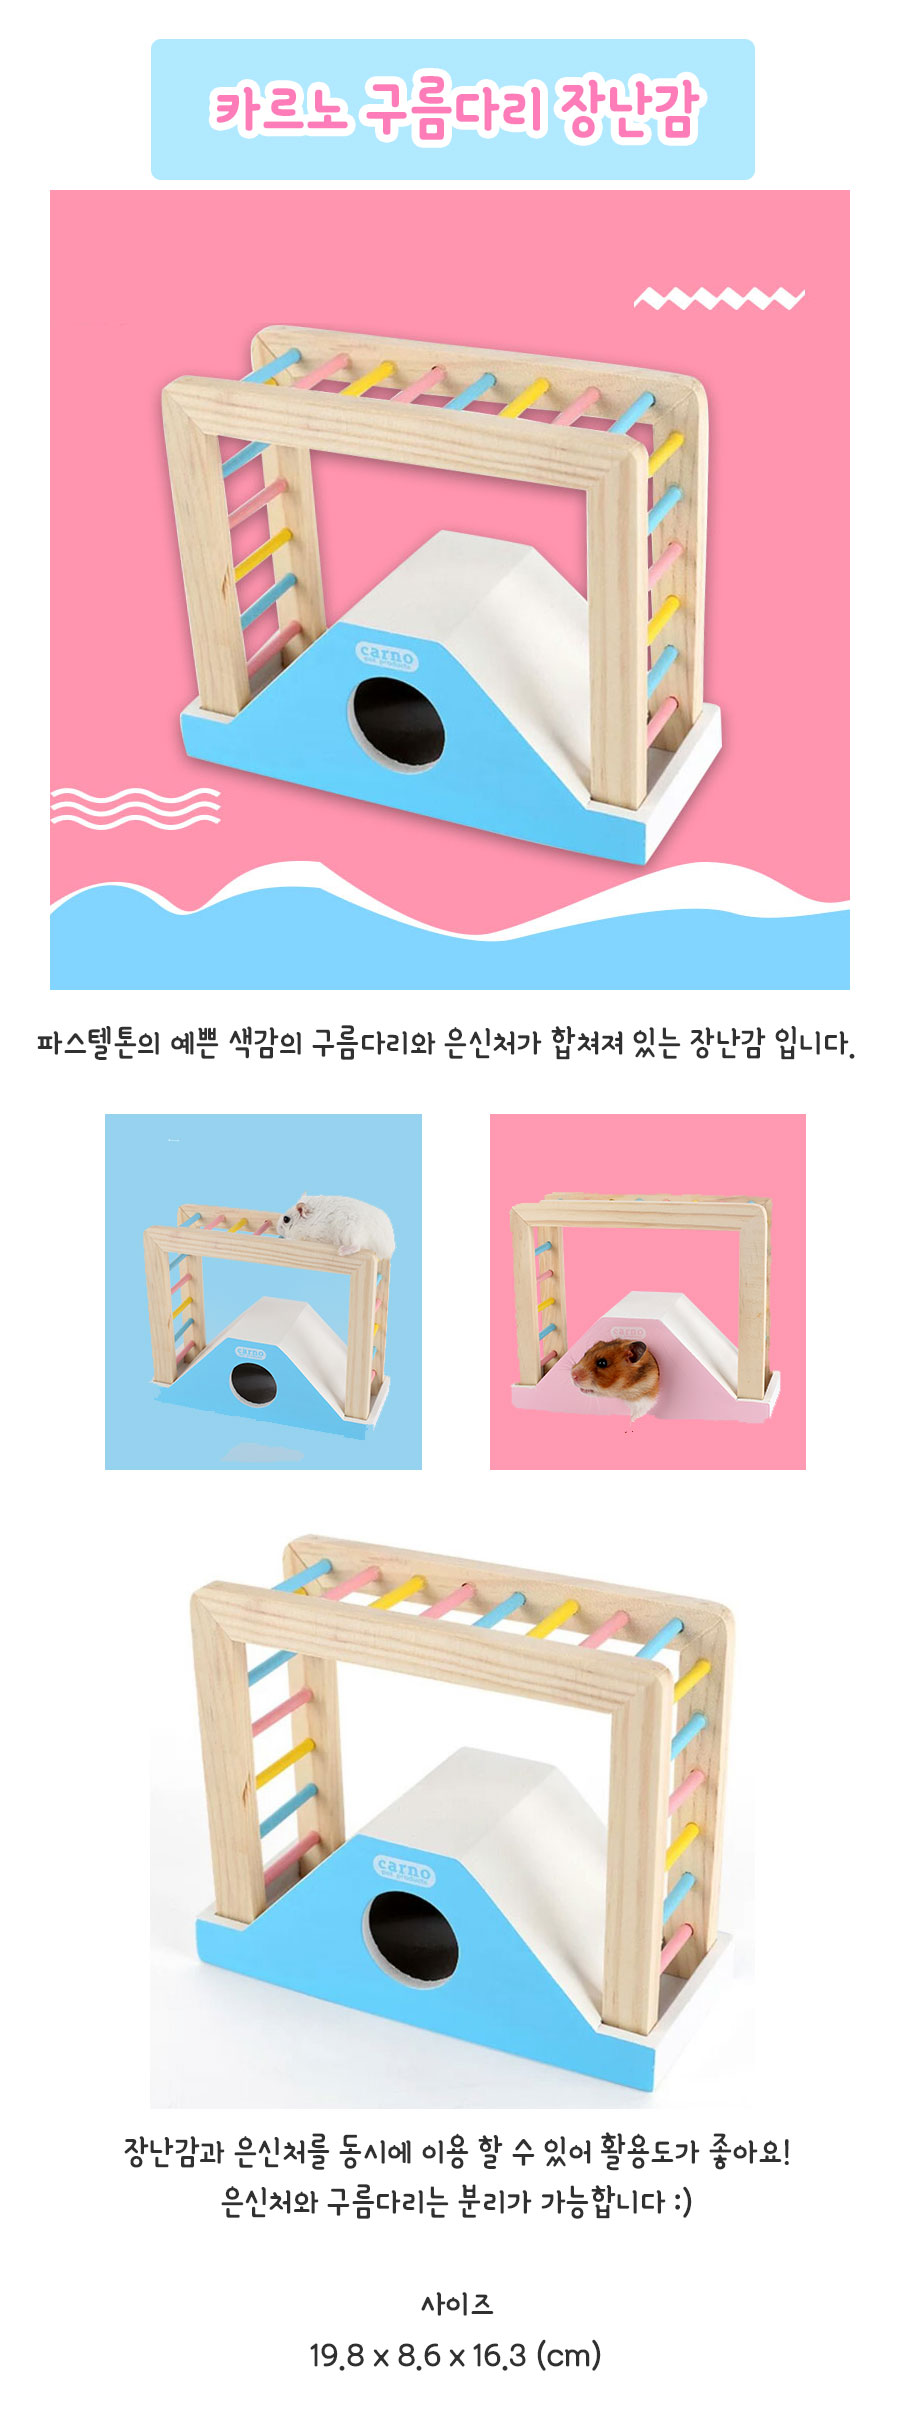 카르노 구름다리 장난감
carno
pet products
파스텔톤의 예쁜 색감의 구름다리와 은신처가 합쳐져 있는 장난감 입니다.
carno
carno
carno
pet products
장난감과 은신처를 동시에 이용 할 수 있어 활용도가 좋아요!
은신처와 구름다리는 분리가 가능합니다 :)
사이즈
19.8 x 8.6 x 16.3 (cm)